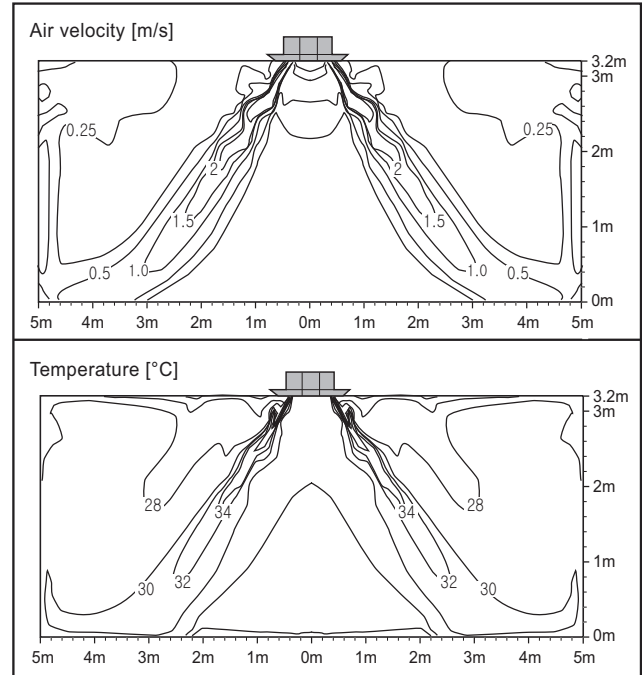 Air velocity [m/s]
3.2m
3m
0.25 0.25
2m
2 2
1.5 1.5
1m
0.5 1.0 1.0 0.5
0m
5m 4m 3m 2m 1m 0m 1m 2m 3m 4m 5m
Temperature [°C]
3.2m
3m
28 28
2m
34 34
1m
30 32 32 30
0m
5m 4m 3m 2m 1m 0m 1m 2m 3m 4m 5m